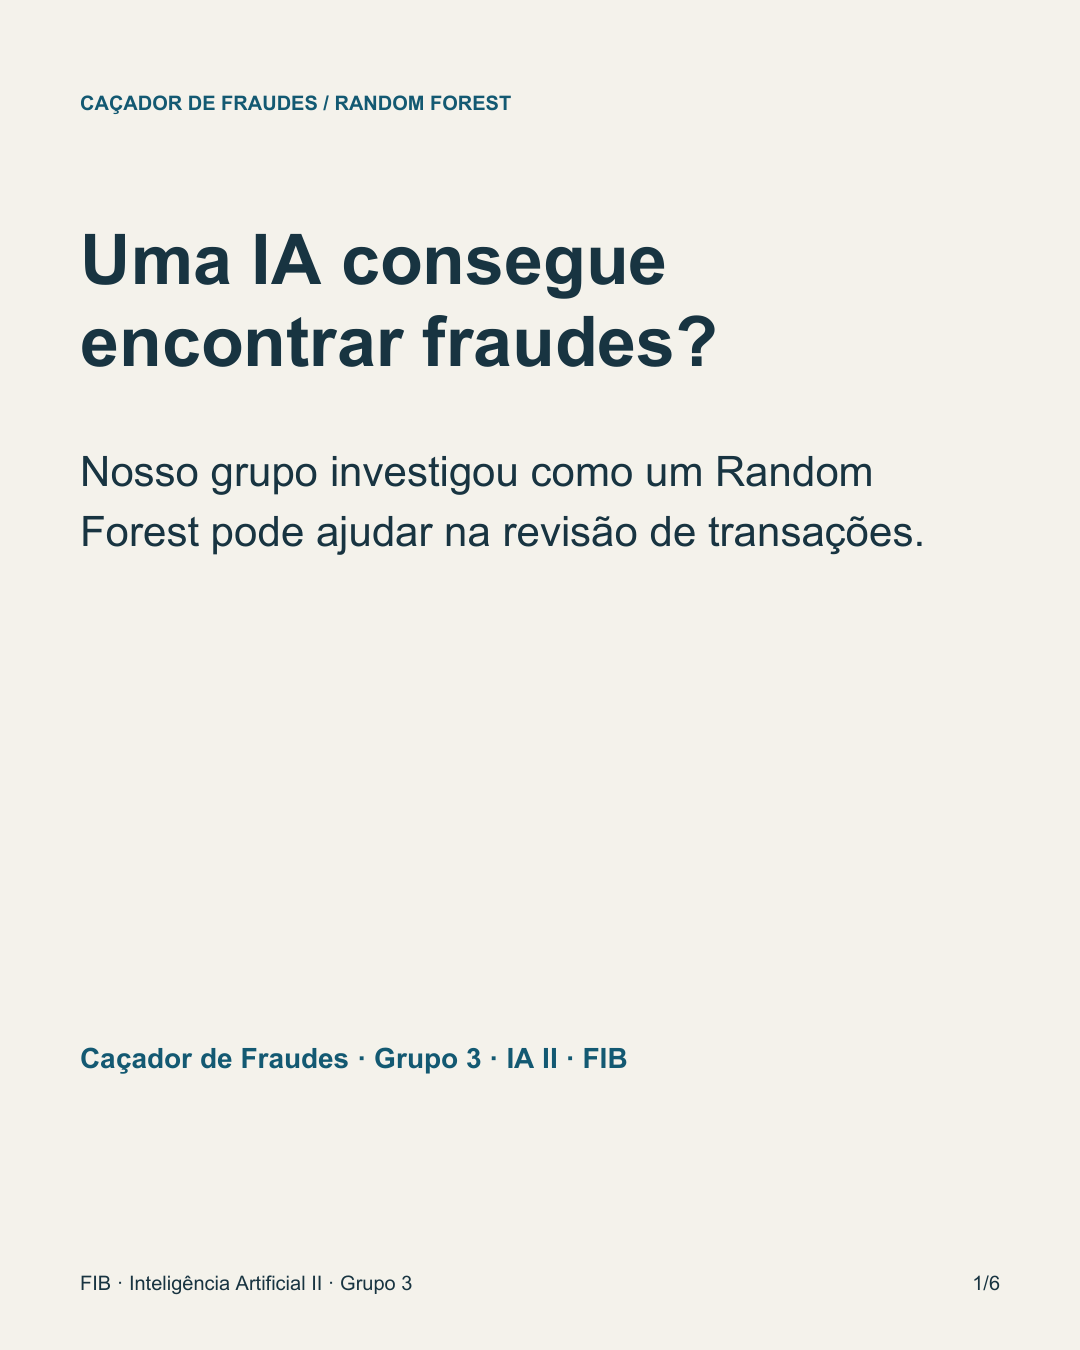 CAÇADOR DE FRAUDES / RANDOM FOREST
Uma IA consegue
encontrar fraudes?
Nosso grupo investigou como um Random
Forest pode ajudar na revisão de transações.
Caçador de Fraudes · Grupo 3 · IA II · FIB
FIB · Inteligência Artificial II · Grupo 3
1/6